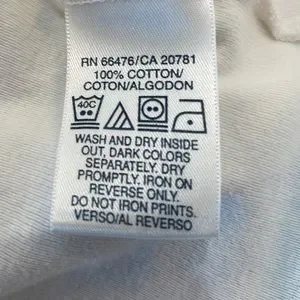 RN 66476/CA 20781
100% COTTON/
COTON/ALGODON
40C
WASH AND DRY INSIDE
OUT, DARK COLORS
SEPARATELY. DRY
PROMPTLY. IRON ON
REVERSE ONLY.
DO NOT IRON PRINTS.
VERSO/AL REVERSO